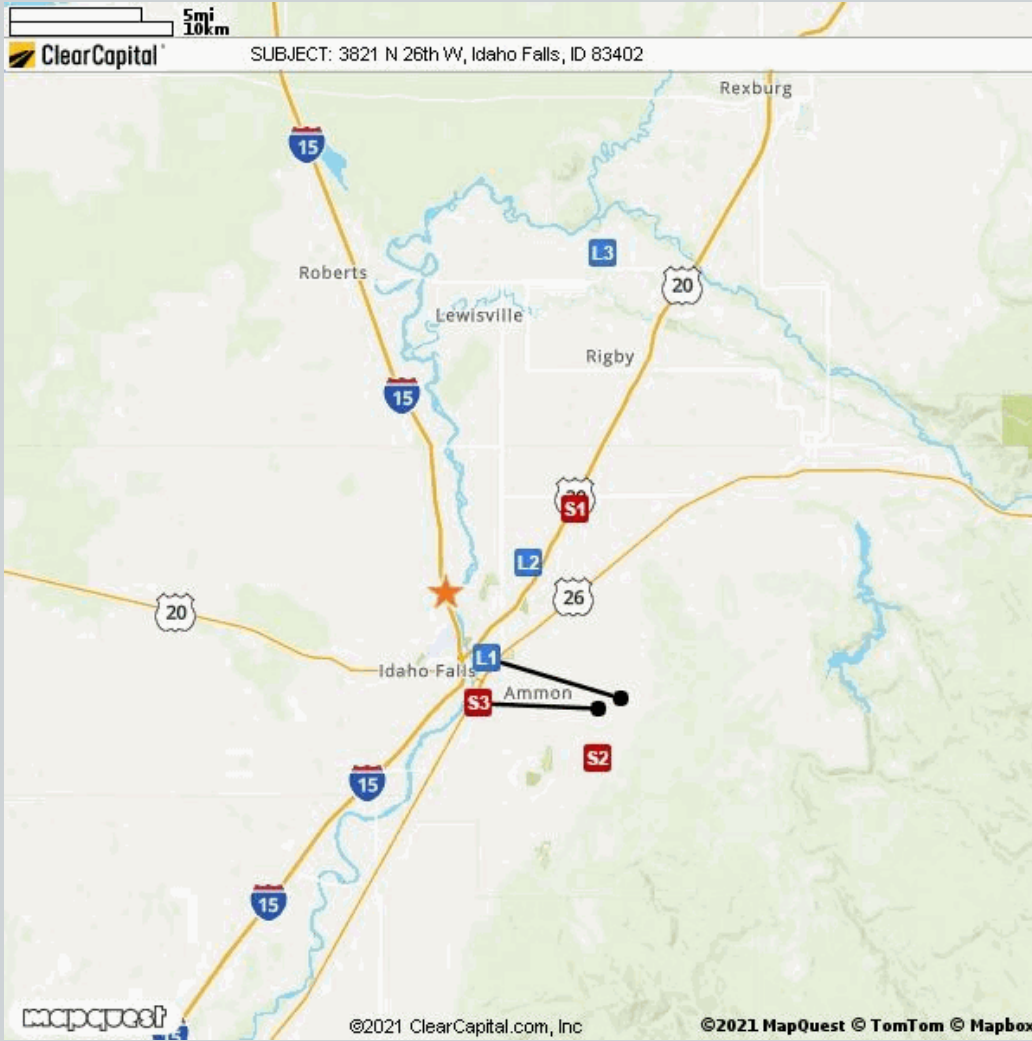 5mi
10km
ClearCapital SUBJECT: 3821 N 26th W, Idaho Falls, ID 83402
Rexburg
15
L3
Roberts
20
Lewisville
Rigby
15
S1
L2
20
26
L1
Idaho Falls
Ammon
S3
S2
15
15
mapquest
15
©2021 ClearCapital.com, Inc
©2021 MapQuest © TomTom © Mapbox